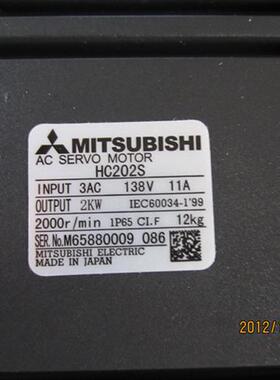 MITSUBISHI
AC SERVO MOTOR
HC202S
INPUT 3AC 138V 11A
OUTPUT 2KW IEC60034-1'99
2000r/min IP65 CI.F 12kg
SER.No.M65880009 086
MITSUBISHI ELECTRIC
MADE IN JAPAN
2012/